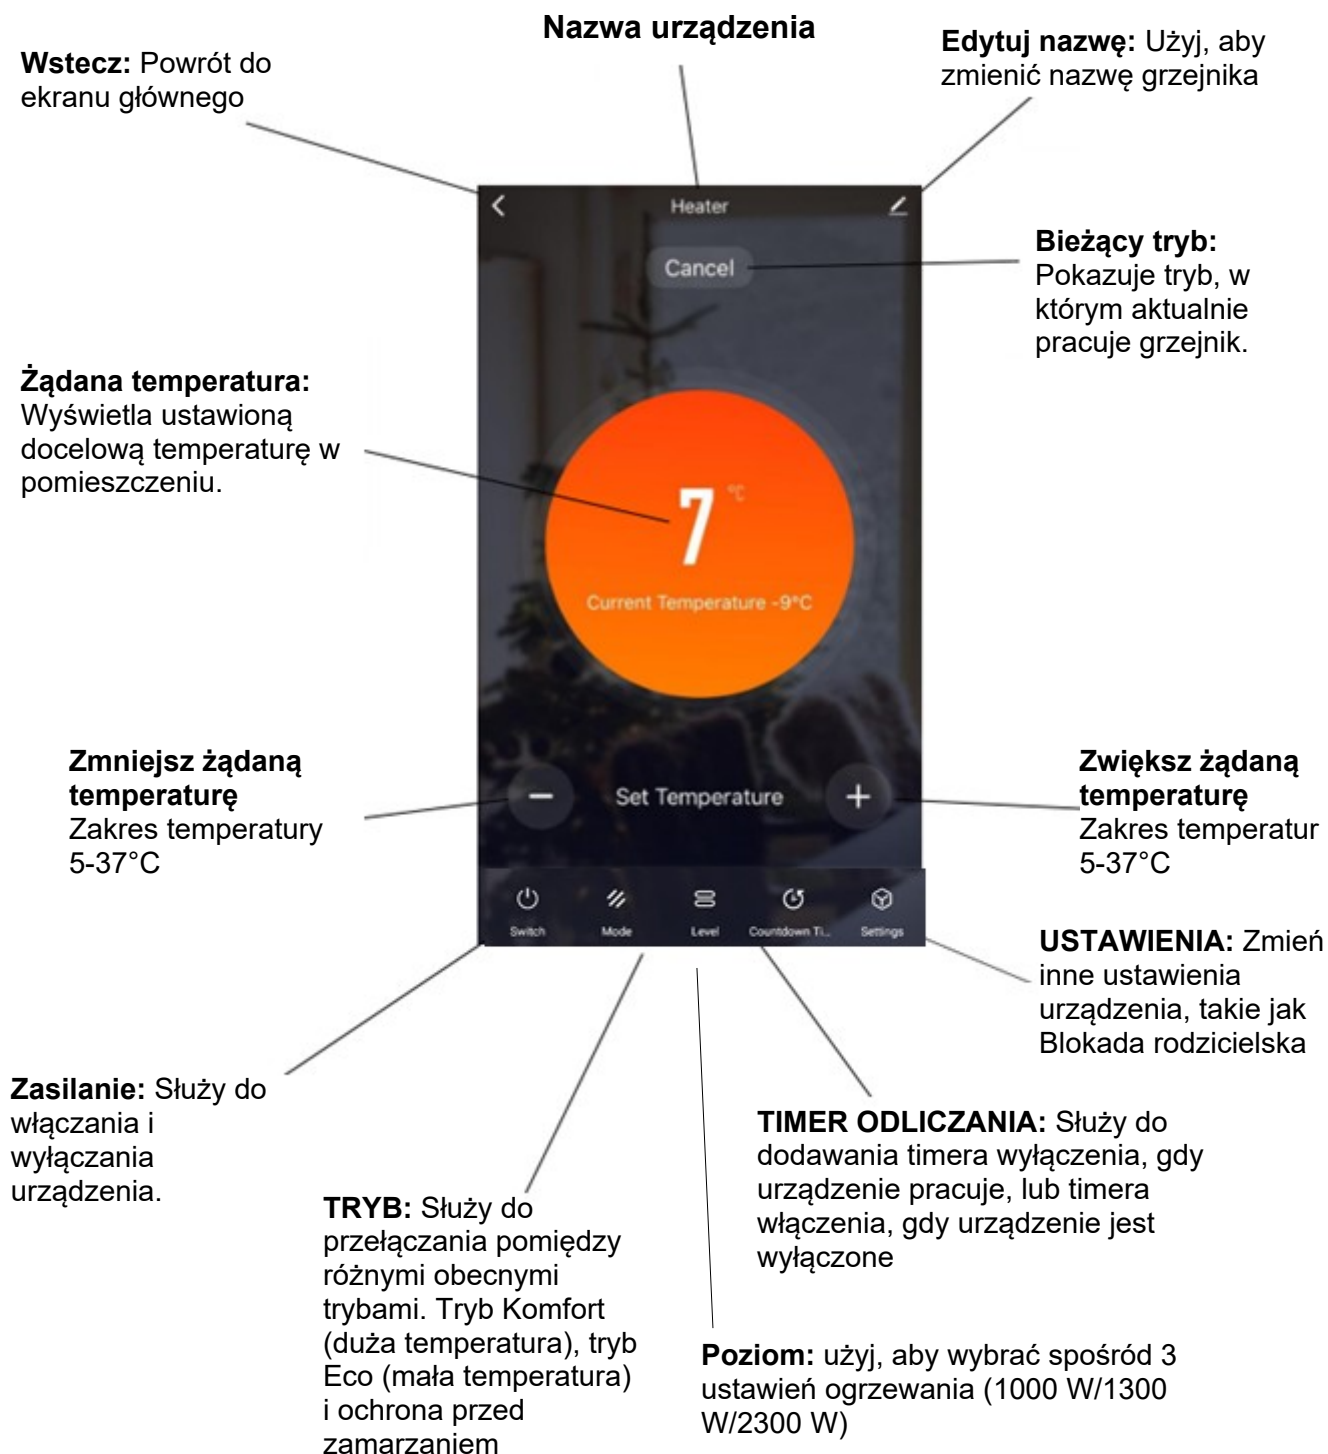 Nazwa urządzenia
Wstecz: Powrót do
ekranu głównego
Edytuj nazwę: Użyj, aby
zmienić nazwę grzejnika
Heater
Cancel
Bieżący tryb:
Pokazuje tryb, w
którym aktualnie
pracuje grzejnik.
Żądana temperatura:
Wyświetla ustawioną
docelową temperaturę w
pomieszczeniu.
7 °C
Current Temperature -9°C
Zmniejsz żądaną
temperaturę
Zakres temperatury
5-37°C
Set Temperature
Zwiększ żądaną
temperaturę
Zakres temperatur
5-37°C
Switch Mode Level Countdown Ti... Settings
USTAWIENIA: Zmień
inne ustawienia
urządzenia, takie jak
Blokada rodzicielska
Zasilanie: Służy do
włączania i
wyłączania
urządzenia.
TIMER ODLICZANIA: Służy do
dodawania timera wyłączenia, gdy
urządzenie pracuje, lub timera
włączenia, gdy urządzenie jest
wyłączone
TRYB: Służy do
przełączania pomiędzy
różnymi obecnymi
trybami. Tryb Komfort
(duża temperatura), tryb
Eco (mała temperatura)
i ochrona przed
zamarzaniem
Poziom: użyj, aby wybrać spośród 3
ustawień ogrzewania (1000 W/1300
W/2300 W)